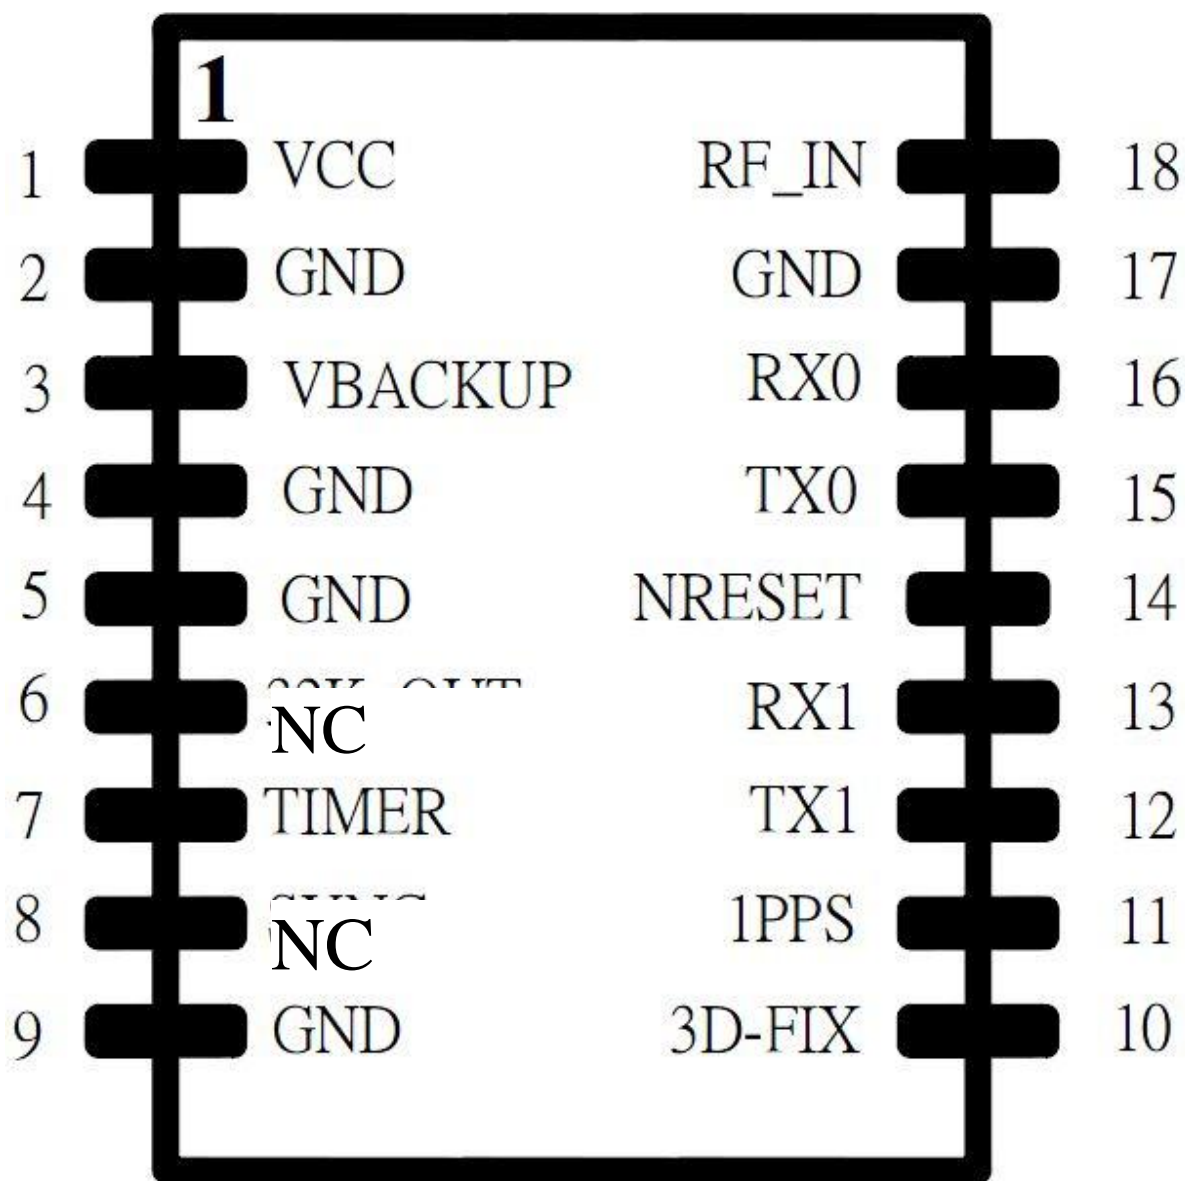 1
1 VCC RF_IN 18
2 GND GND 17
3 VBACKUP RX0 16
4 GND TX0 15
5 GND NRESET 14
6 NC RX1 13
7 TIMER TX1 12
8 NC 1PPS 11
9 GND 3D-FIX 10